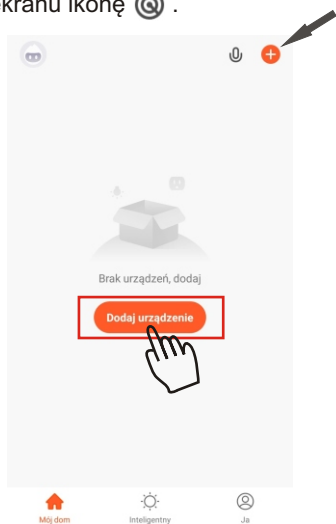 ekranu ikonę .
Brak urządzeń, dodaj
Dodaj urządzenie
Mój dom
Inteligentny
Ja